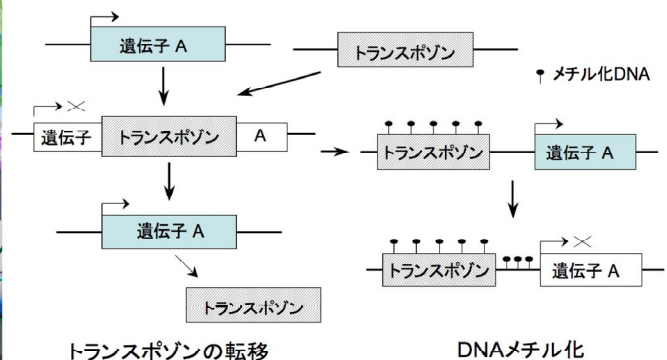 遺伝子 A
トランスポゾン
メチル化DNA
遺伝子 トランスポゾン A
トランスポゾン 遺伝子 A
遺伝子 A
トランスポゾン 遺伝子 A
トランスポゾン
トランスポゾンの転移
DNAメチル化